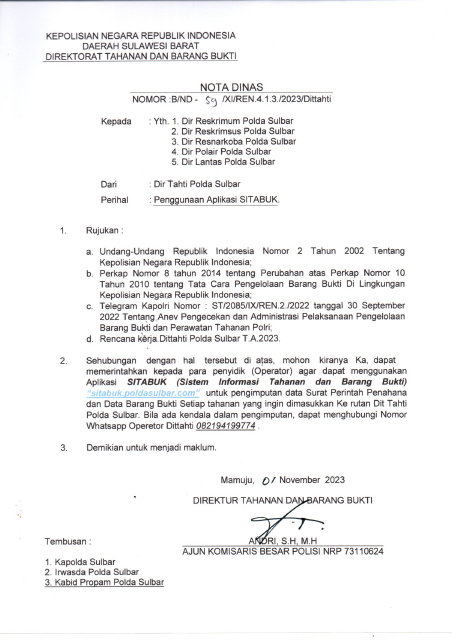 KEPOLISIAN NEGARA REPUBLIK INDONESIA
DAERAH SULAWESI BARAT
DIREKTORAT TAHANAN DAN BARANG BUKTI
NOTA DINAS
NOMOR :B/ND - 59 /XI/REN.4.1.3./2023/Dittahti
Kepada : Yth. 1. Dir Reskrimum Polda Sulbar
2. Dir Reskrimsus Polda Sulbar
3. Dir Resnarkoba Polda Sulbar
4. Dir Polair Polda Sulbar
5. Dir Lantas Polda Sulbar
Dari : Dir Tahti Polda Sulbar
Perihal : Penggunaan Aplikasi SITABUK.
1. Rujukan :
a. Undang-Undang Republik Indonesia Nomor 2 Tahun 2002 Tentang
Kepolisian Negara Republik Indonesia;
b. Perkap Nomor 8 tahun 2014 tentang Perubahan atas Perkap Nomor 10
Tahun 2010 tentang Tata Cara Pengelolaan Barang Bukti Di Lingkungan
Kepolisian Negara Republik Indonesia;
c. Telegram Kapolri Nomor : ST/2085/IX/REN.2./2022 tanggal 30 September
2022 Tentang Anev Pengecekan dan Administrasi Pelaksanaan Pengelolaan
Barang Bukti dan Perawatan Tahanan Polri;
d. Rencana kerja Dittahti Polda Sulbar T.A.2023.
2. Sehubungan dengan hal tersebut di atas, mohon kiranya Ka, dapat
memerintahkan kepada para penyidik (Operator) agar dapat menggunakan
Aplikasi SITABUK (Sistem Informasi Tahanan dan Barang Bukti)
"sitabuk.poldasulbar.com" untuk pengimputan data Surat Perintah Penahana
dan Data Barang Bukti Setiap tahanan yang ingin dimasukkan Ke rutan Dit Tahti
Polda Sulbar. Bila ada kendala dalam pengimputan, dapat menghubungi Nomor
Whatsapp Operetor Dittahti 082194199774 .
3. Demikian untuk menjadi maklum.
Mamuju, 01 November 2023
DIREKTUR TAHANAN DAN BARANG BUKTI
ANDRI, S.H, M.H
AJUN KOMISARIS BESAR POLISI NRP 73110624
Tembusan :
1. Kapolda Sulbar
2. Irwasda Polda Sulbar
3. Kabid Propam Polda Sulbar